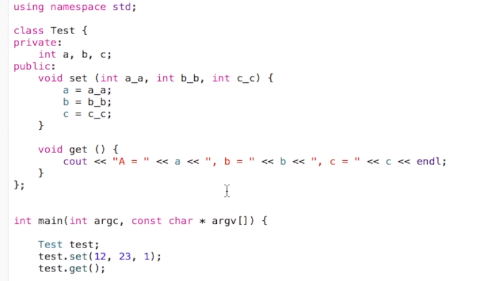 using namespace std;
class Test {
private:
    int a, b, c;
public:
    void set (int a_a, int b_b, int c_c) {
        a = a_a;
        b = b_b;
        c = c_c;
    }
    void get () {
        cout << "A = " << a << ", b = " << b << ", c = " << c << endl;
    }
};
int main(int argc, const char * argv[]) {
    Test test;
    test.set(12, 23, 1);
    test.get();